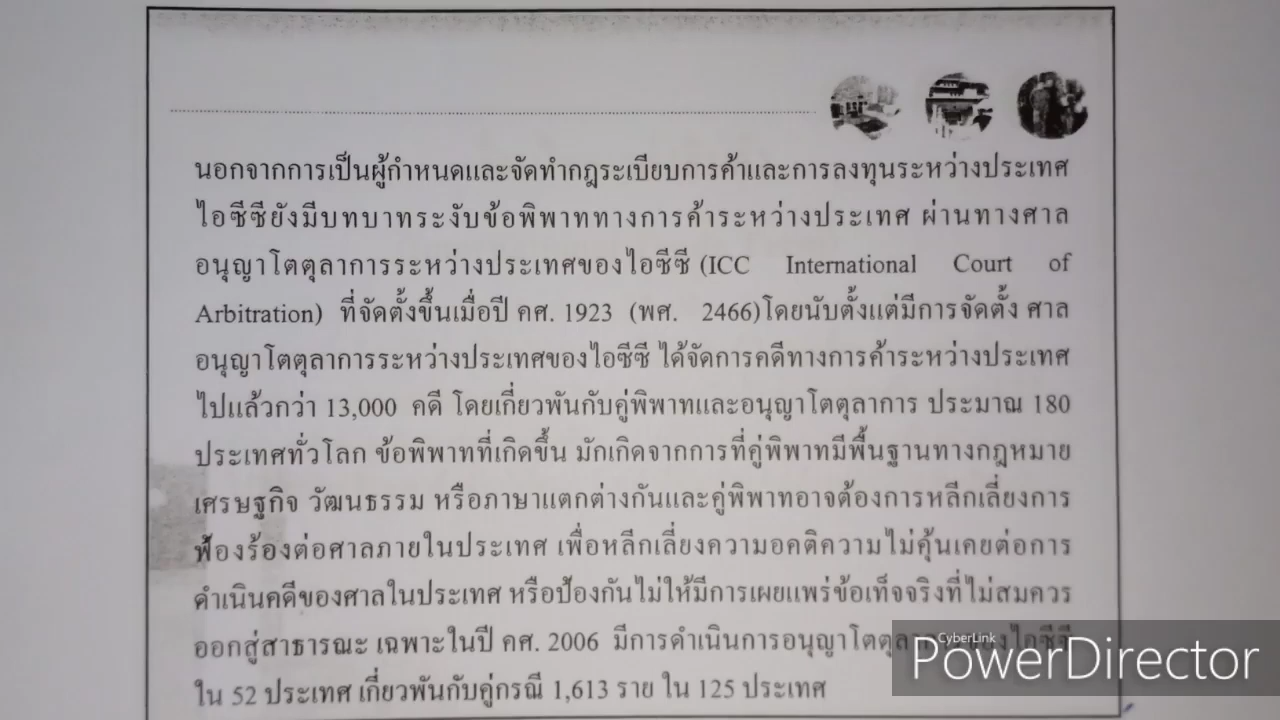 นอกจากการเป็นผู้กำหนดและจัดทำกฎระเบียบการค้าและการลงทุนระหว่างประเทศ
ไอซีซียังมีบทบาทระงับข้อพิพาททางการค้าระหว่างประเทศ ผ่านทางศาล
อนุญาโตตุลาการระหว่างประเทศของไอซีซี (ICC International Court of
Arbitration) ที่จัดตั้งขึ้นเมื่อปี คศ. 1923 (พศ. 2466)โดยนับตั้งแต่มีการจัดตั้ง ศาล
อนุญาโตตุลาการระหว่างประเทศของไอซีซี ได้จัดการคดีทางการค้าระหว่างประเทศ
ไปแล้วกว่า 13,000 คดี โดยเกี่ยวพันกับคู่พิพาทและอนุญาโตตุลาการ ประมาณ 180
ประเทศทั่วโลก ข้อพิพาทที่เกิดขึ้น มักเกิดจากการที่คู่พิพาทมีพื้นฐานทางกฎหมาย
เศรษฐกิจ วัฒนธรรม หรือภาษาแตกต่างกันและคู่พิพาทอาจต้องการหลีกเลี่ยงการ
ฟ้องร้องต่อศาลภายในประเทศ เพื่อหลีกเลี่ยงความอคติความไม่คุ้นเคยต่อการ
ดำเนินคดีของศาลในประเทศ หรือป้องกันไม่ให้มีการเผยแพร่ข้อเท็จจริงที่ไม่สมควร
ออกสู่สาธารณะ เฉพาะในปี คศ. 2006 มีการดำเนินการอนุญาโตตุลาการของไอซีซี
ใน 52 ประเทศ เกี่ยวพันกับคู่กรณี 1,613 ราย ใน 125 ประเทศ
CyberLink
PowerDirector